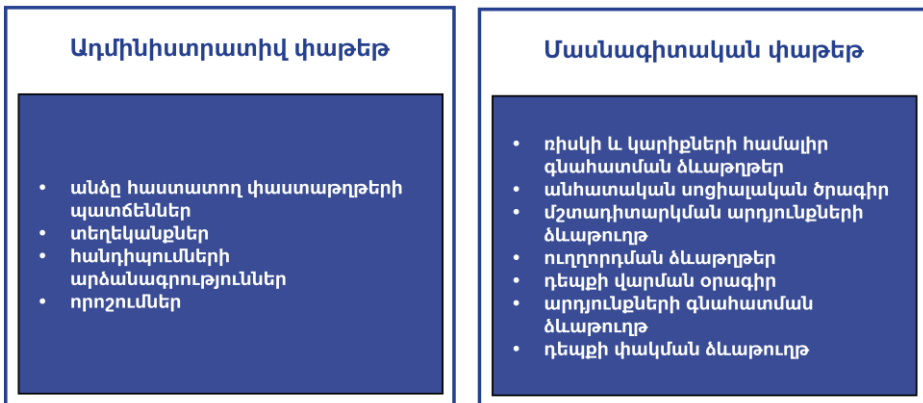 Ադմինիստրատիվ փաթեթ
• անձը հաստատող փաստաթղթերի
պատճեններ
• տեղեկանքներ
• հանդիպումների
արձանագրություններ
• որոշումներ
Մասնագիտական փաթեթ
• ռիսկի և կարիքների համալիր
գնահատման ձևաթղթեր
• անհատական սոցիալական ծրագիր
• մշտադիտարկման արդյունքների
ձևաթուղթ
• ուղղորդման ձևաթղթեր
• դեպքի վարման օրագիր
• արդյունքների գնահատման
ձևաթուղթ
• դեպքի փակման ձևաթուղթ